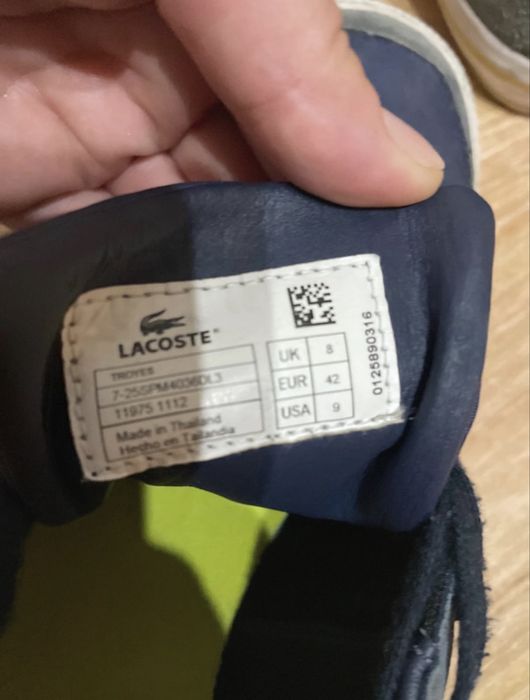 LACOSTE
TROYES
7-25SPM4036DL3
11975 1112
Made in Thailand
Hecho en Tailandia
UK 8
EUR 42
USA 9
0125890316